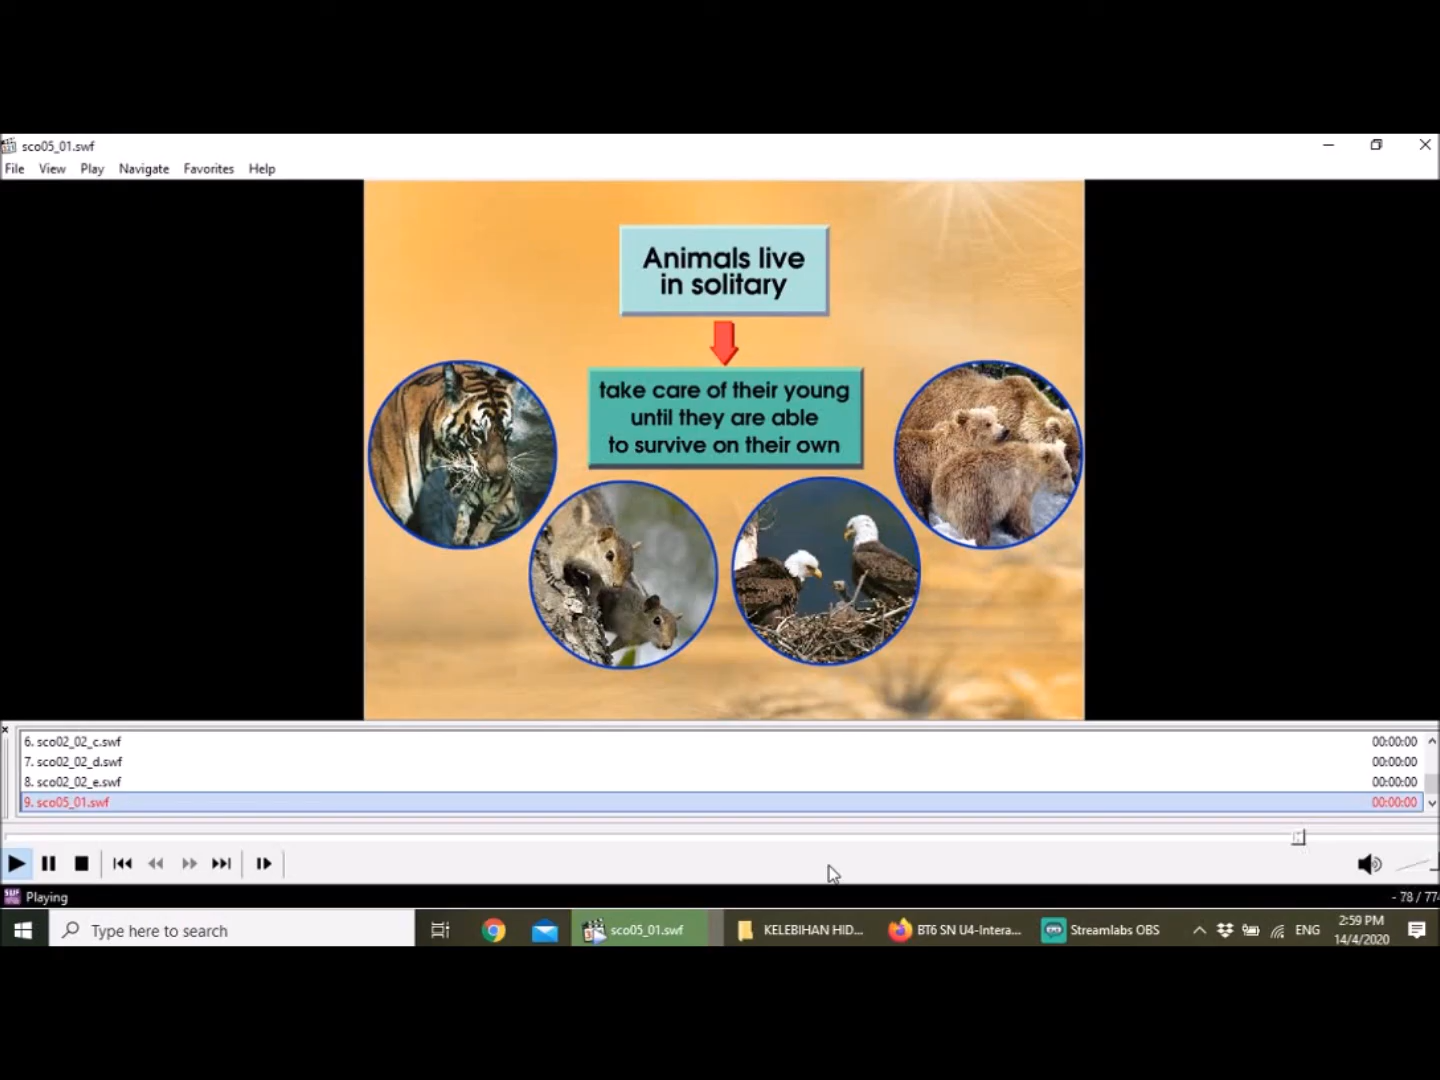 sco05_01.swf
File View Play Navigate Favorites Help
Animals live
in solitary
take care of their young
until they are able
to survive on their own
6. sco02_02_c.swf 00:00:00
7. sco02_02_d.swf 00:00:00
8. sco02_02_e.swf 00:00:00
9. sco05_01.swf 00:00:00
Playing - 78 / 774
Type here to search sco05_01.swf KELEBIHAN HID... BT6 SN U4-Intera... Streamlabs OBS ENG 2:59 PM
14/4/2020